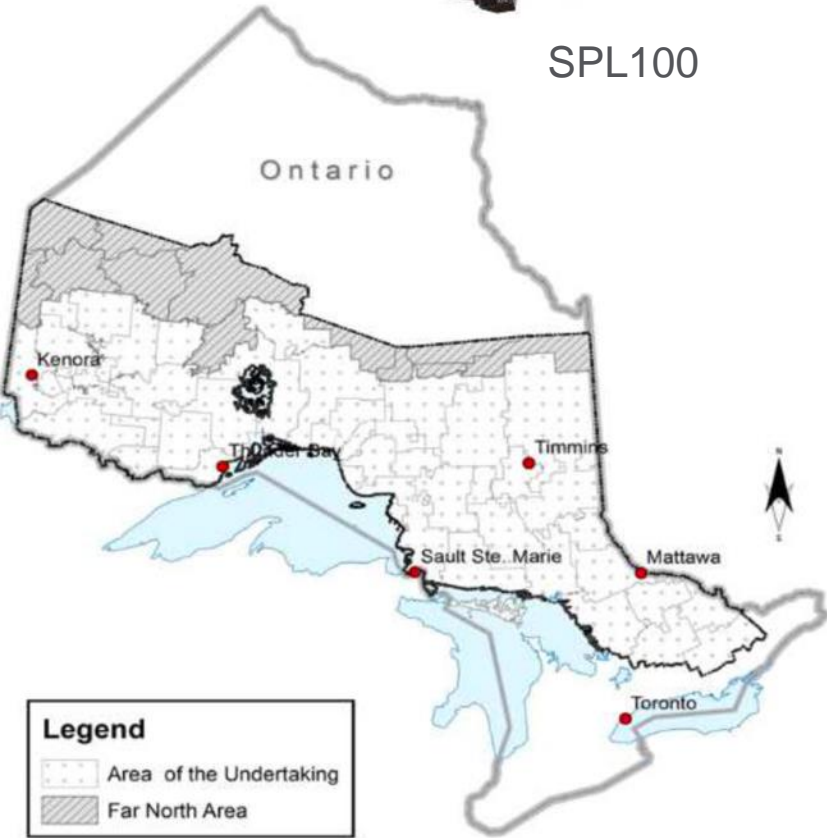 SPL100
Ontario
Kenora
Thunder Bay
Timmins
N
S
Sault Ste. Marie
Mattawa
Toronto
Legend
Area of the Undertaking
Far North Area